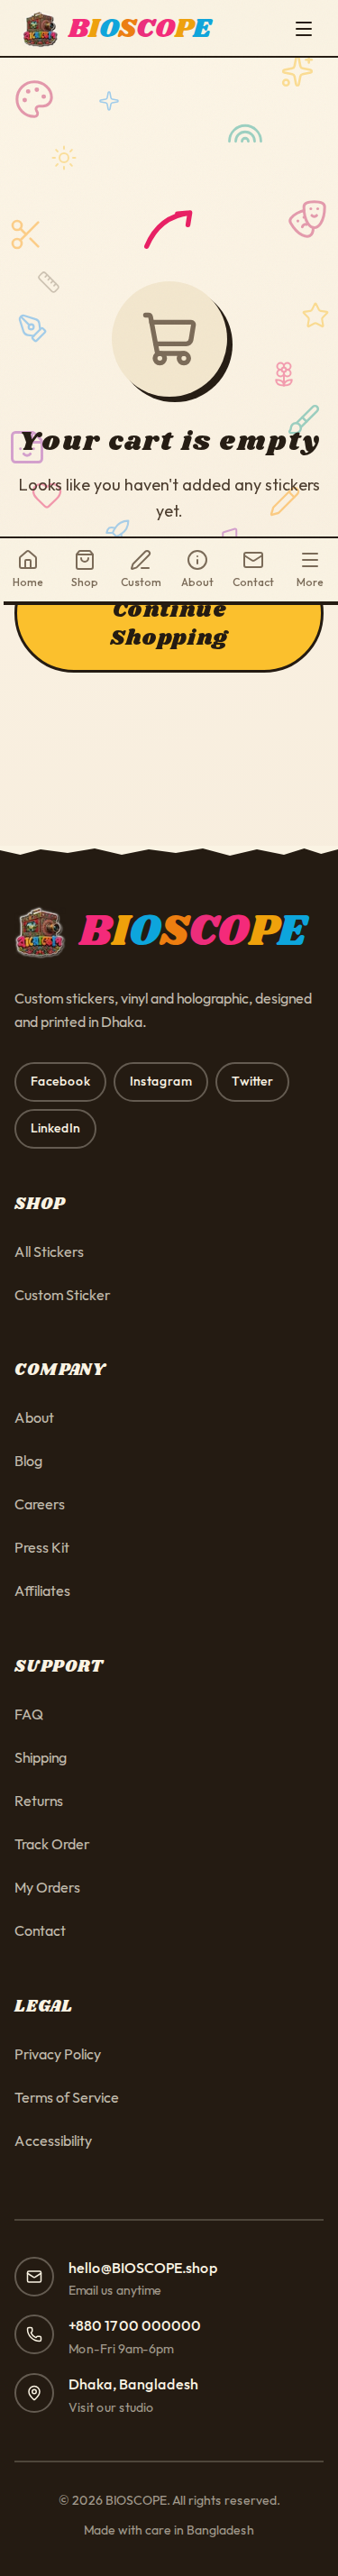 BIOSCOPE
Your cart is empty
Looks like you haven't added any stickers
yet.
Home Shop Custom About Contact More
Continue
Shopping
BIOSCOPE
Custom stickers, vinyl and holographic, designed
and printed in Dhaka.
Facebook Instagram Twitter
LinkedIn
SHOP
All Stickers
Custom Sticker
COMPANY
About
Blog
Careers
Press Kit
Affiliates
SUPPORT
FAQ
Shipping
Returns
Track Order
My Orders
Contact
LEGAL
Privacy Policy
Terms of Service
Accessibility
hello@BIOSCOPE.shop
Email us anytime
+880 1700 000000
Mon-Fri 9am-6pm
Dhaka, Bangladesh
Visit our studio
© 2026 BIOSCOPE. All rights reserved.
Made with care in Bangladesh